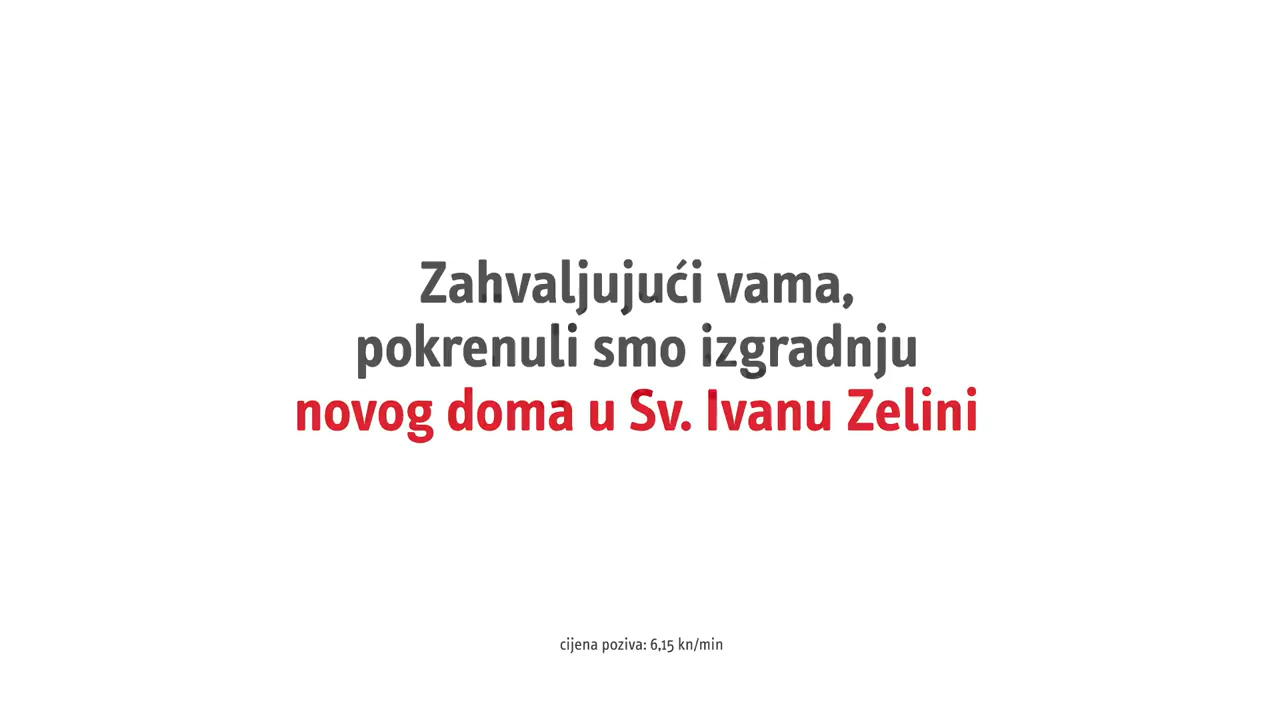 Zahvaljujući vama,
pokrenuli smo izgradnju
novog doma u Sv. Ivanu Zelini
cijena poziva: 6,15 kn/min